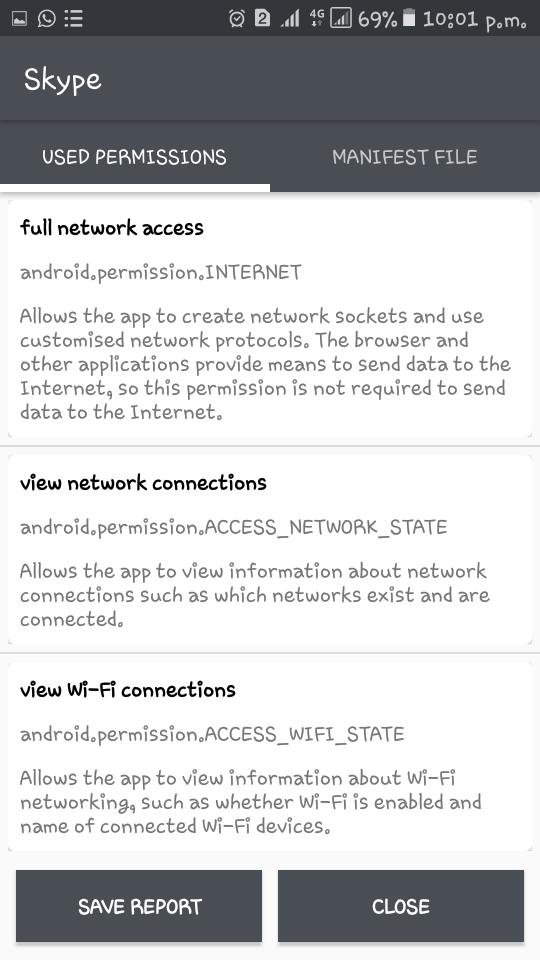 2 4G 69% 10:01 p.m.
Skype
USED PERMISSIONS MANIFEST FILE
full network access
android.permission.INTERNET
Allows the app to create network sockets and use
customised network protocols. The browser and
other applications provide means to send data to the
Internet, so this permission is not required to send
data to the Internet.
view network connections
android.permission.ACCESS_NETWORK_STATE
Allows the app to view information about network
connections such as which networks exist and are
connected.
view Wi-Fi connections
android.permission.ACCESS_WIFI_STATE
Allows the app to view information about Wi-Fi
networking, such as whether Wi-Fi is enabled and
name of connected Wi-Fi devices.
SAVE REPORT CLOSE